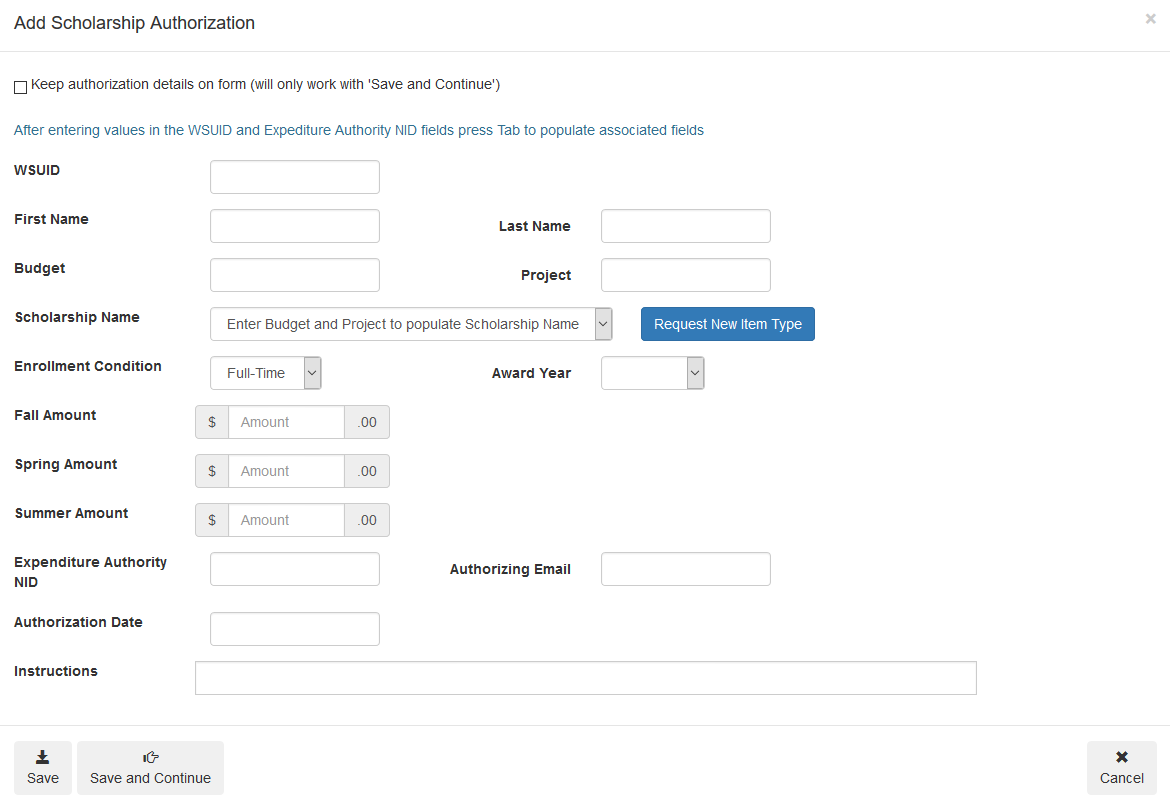 Add Scholarship Authorization
×
Keep authorization details on form (will only work with 'Save and Continue')
After entering values in the WSUID and Expediture Authority NID fields press Tab to populate associated fields
WSUID
First Name
Last Name
Budget
Project
Scholarship Name
Enter Budget and Project to populate Scholarship Name
Request New Item Type
Enrollment Condition
Full-Time
Award Year
Fall Amount
$ Amount .00
Spring Amount
$ Amount .00
Summer Amount
$ Amount .00
Expenditure Authority
NID
Authorizing Email
Authorization Date
Instructions
Save
Save and Continue
Cancel